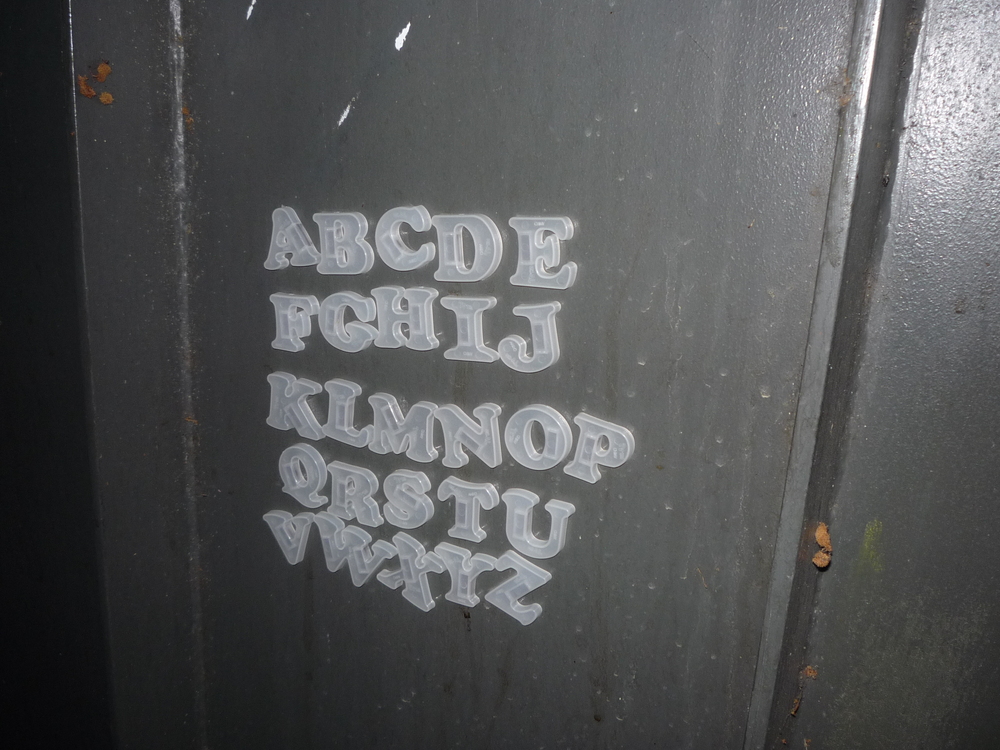 ABCDE
FGHIJ
KLMNOP
QRSTU
VWXYZ